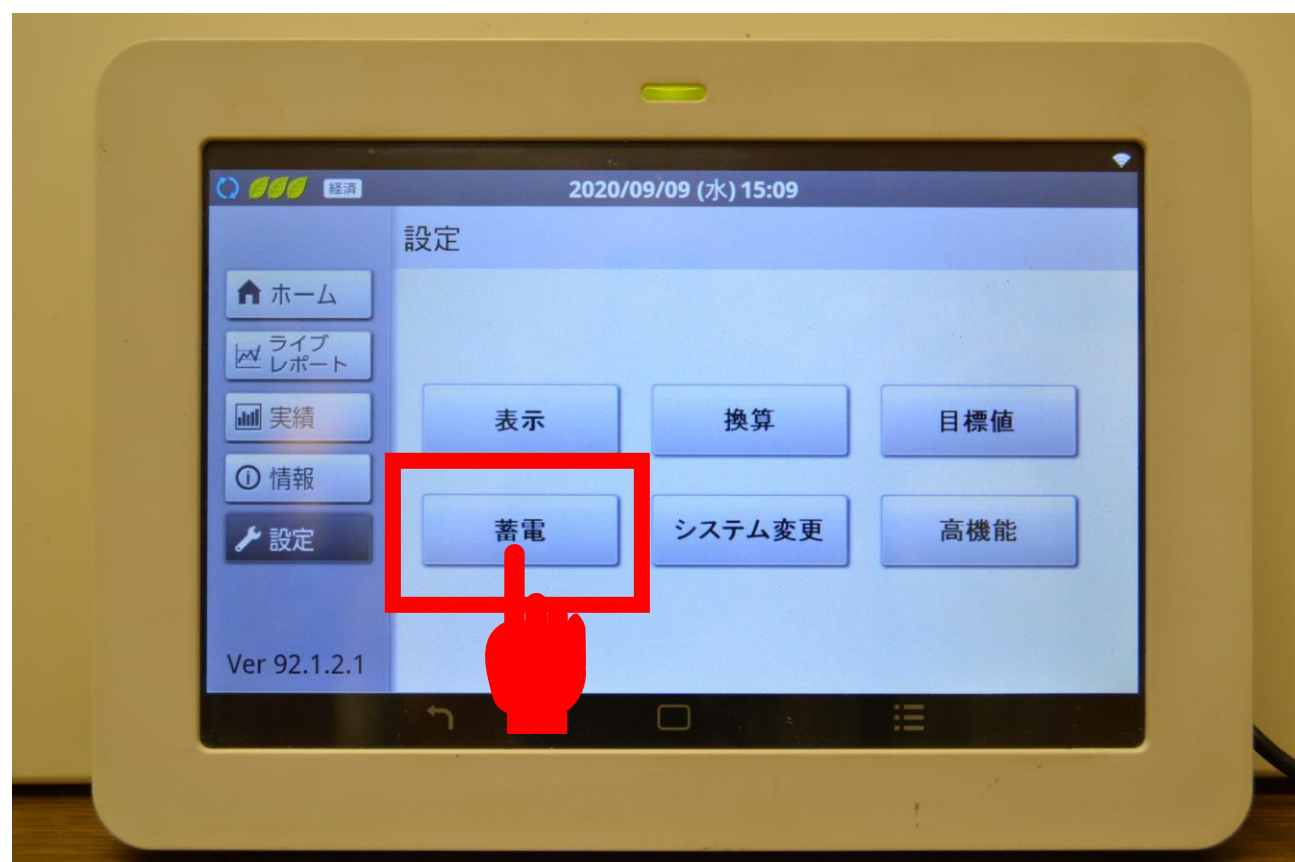 経済
2020/09/09 (水) 15:09
設定
ホーム
ライブ
レポート
実績
情報
設定
表示
換算
目標値
蓄電
システム変更
高機能
Ver 92.1.2.1